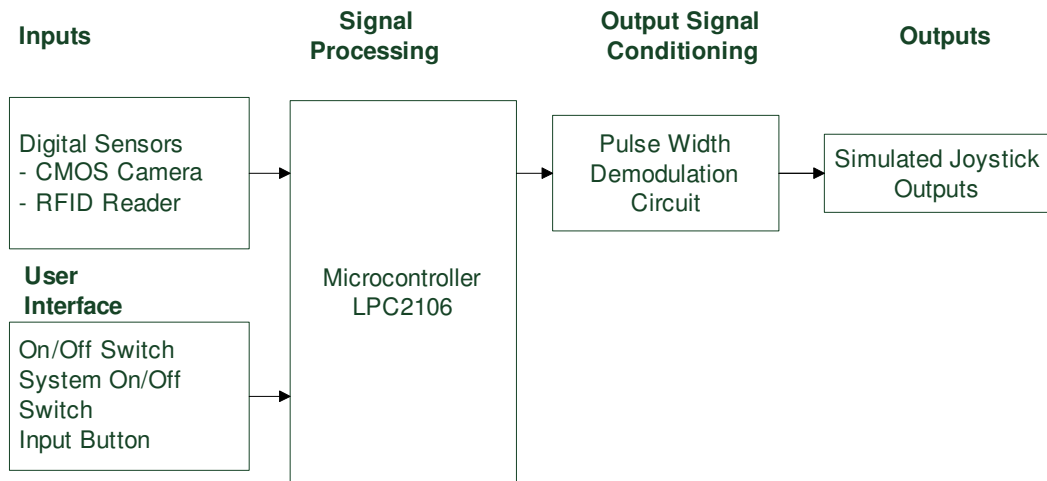 Inputs
Signal
Processing
Output Signal
Conditioning
Outputs
Digital Sensors
- CMOS Camera
- RFID Reader
User
Interface
On/Off Switch
System On/Off
Switch
Input Button
Microcontroller
LPC2106
Pulse Width
Demodulation
Circuit
Simulated Joystick
Outputs